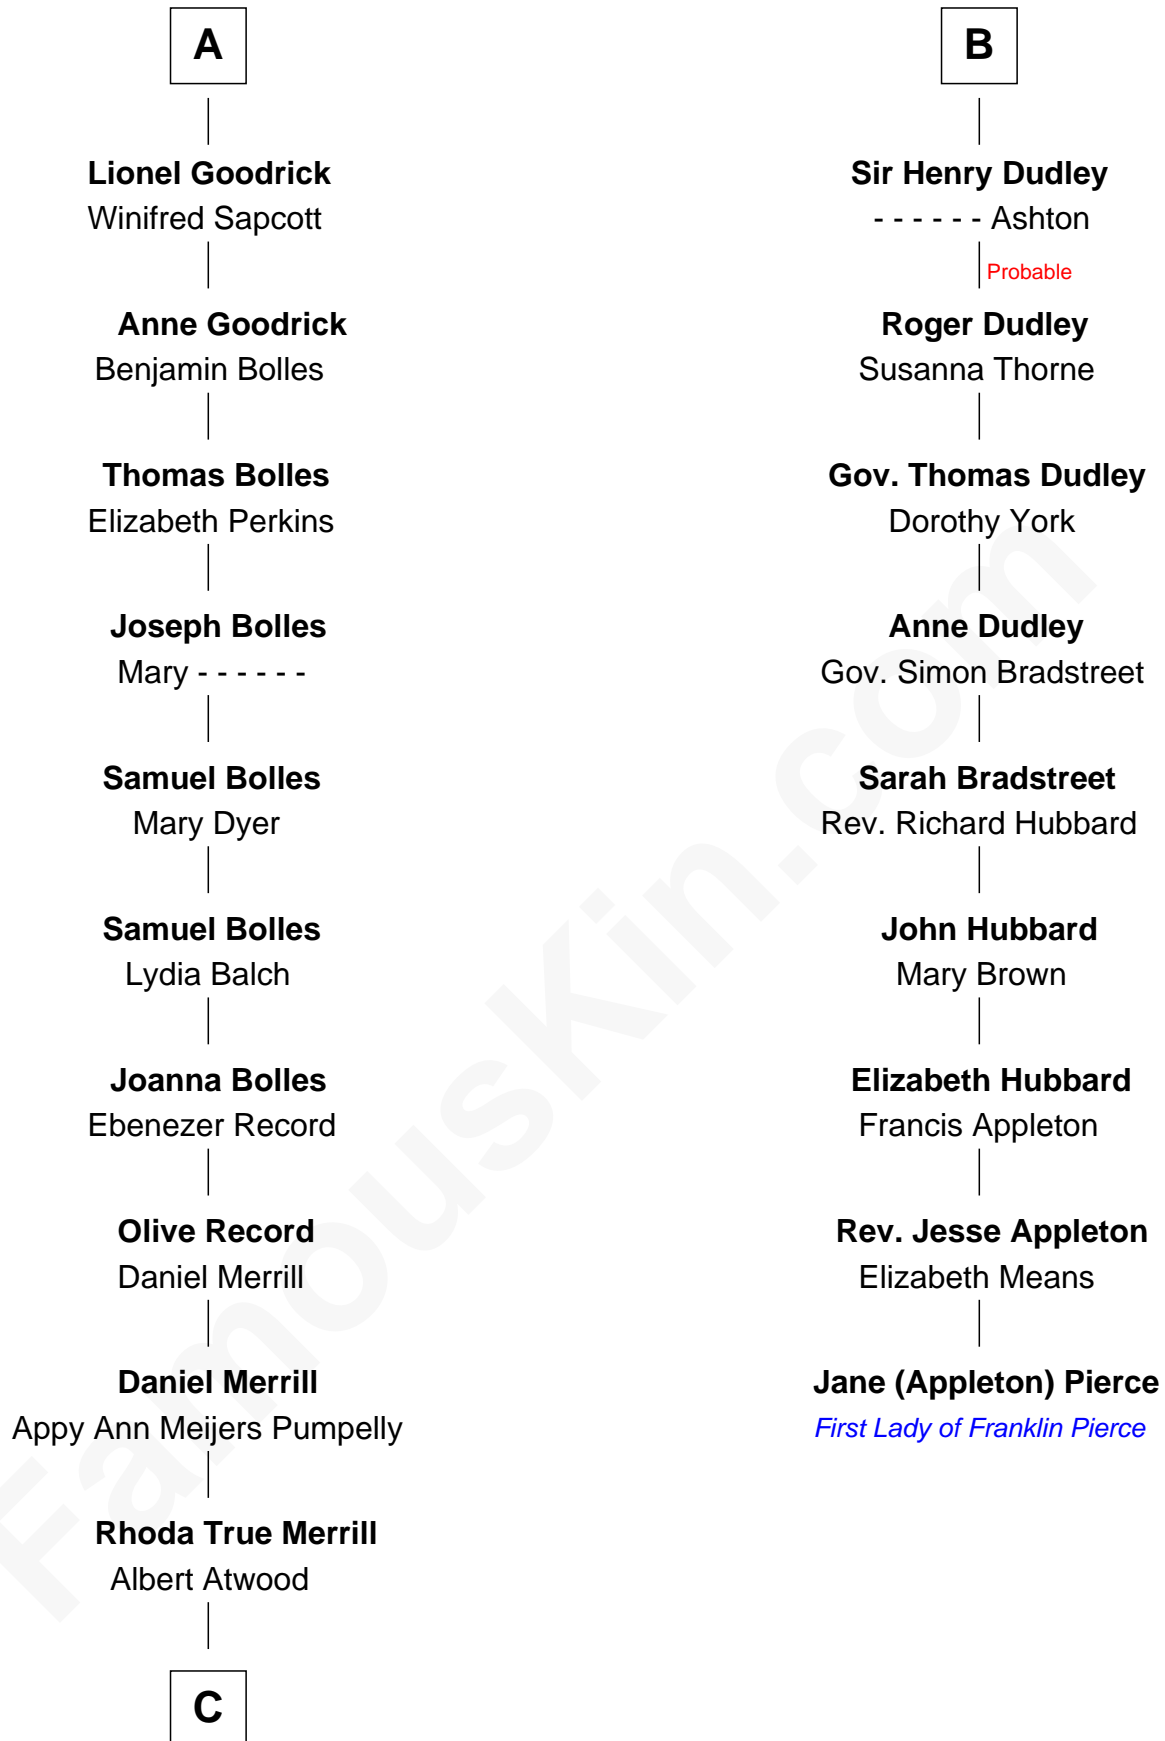 A
Lionel Goodrick
Winifred Sapcott
Anne Goodrick
Benjamin Bolles
Thomas Bolles
Elizabeth Perkins
Joseph Bolles
Mary - - - - - -
Samuel Bolles
Mary Dyer
Samuel Bolles
Lydia Balch
Joanna Bolles
Ebenezer Record
Olive Record
Daniel Merrill
Daniel Merrill
Appy Ann Meijers Pumpelly
Rhoda True Merrill
Albert Atwood
C
B
Sir Henry Dudley
- - - - - - Ashton
Probable
Roger Dudley
Susanna Thorne
Gov. Thomas Dudley
Dorothy York
Anne Dudley
Gov. Simon Bradstreet
Sarah Bradstreet
Rev. Richard Hubbard
John Hubbard
Mary Brown
Elizabeth Hubbard
Francis Appleton
Rev. Jesse Appleton
Elizabeth Means
Jane (Appleton) Pierce
First Lady of Franklin Pierce
FamousKin.com